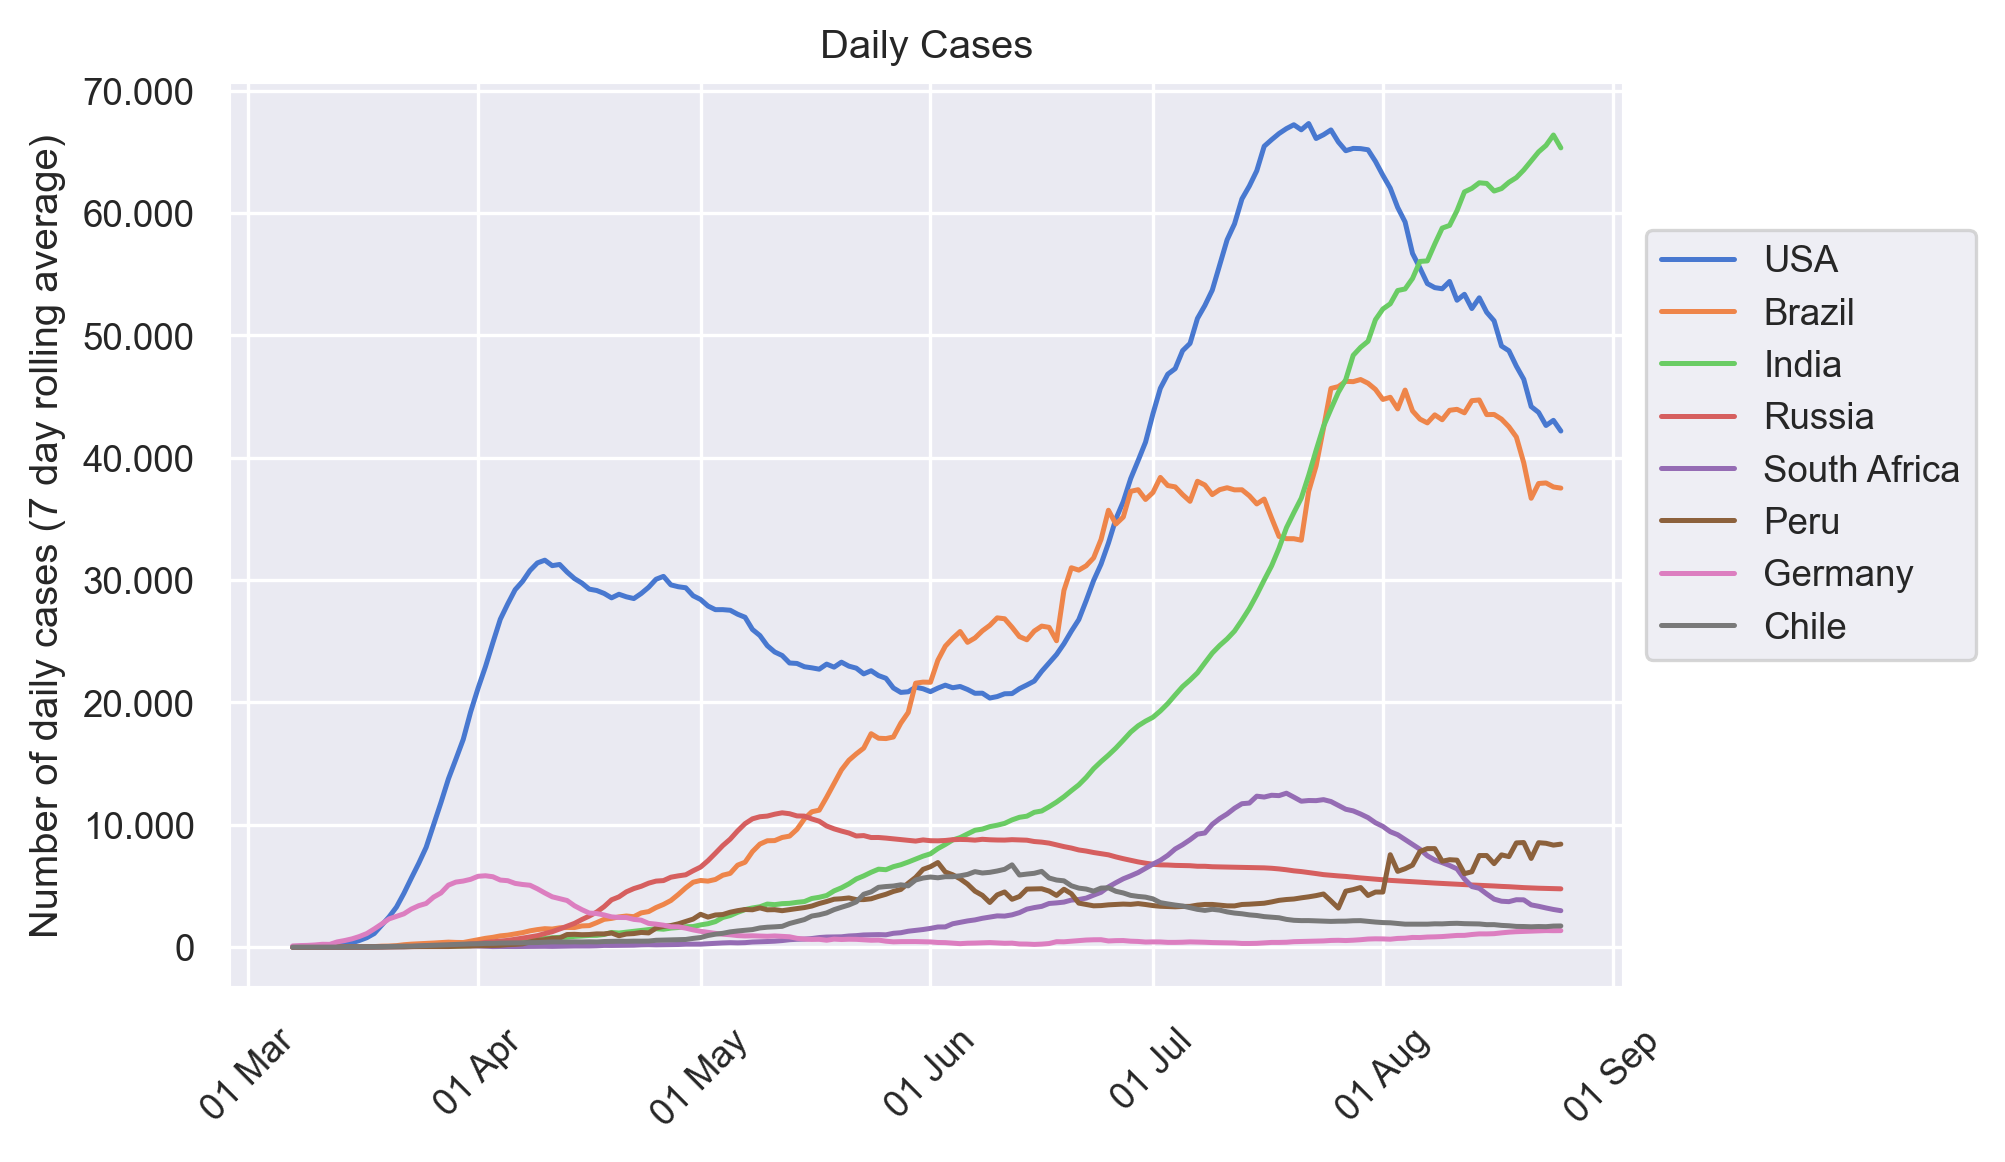 Daily Cases
Number of daily cases (7 day rolling average)
70.000
60.000
50.000
40.000
30.000
20.000
10.000
0
01 Mar
01 Apr
01 May
01 Jun
01 Jul
01 Aug
01 Sep
USA
Brazil
India
Russia
South Africa
Peru
Germany
Chile